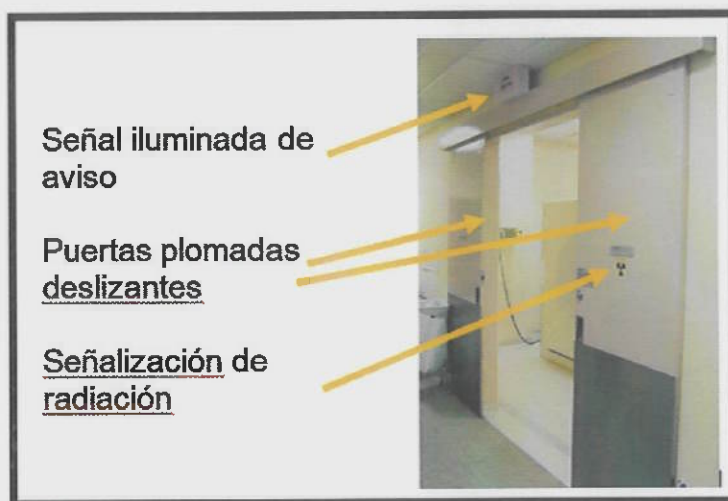 Señal iluminada de
aviso
Puertas plomadas
deslizantes
Señalización de
radiación